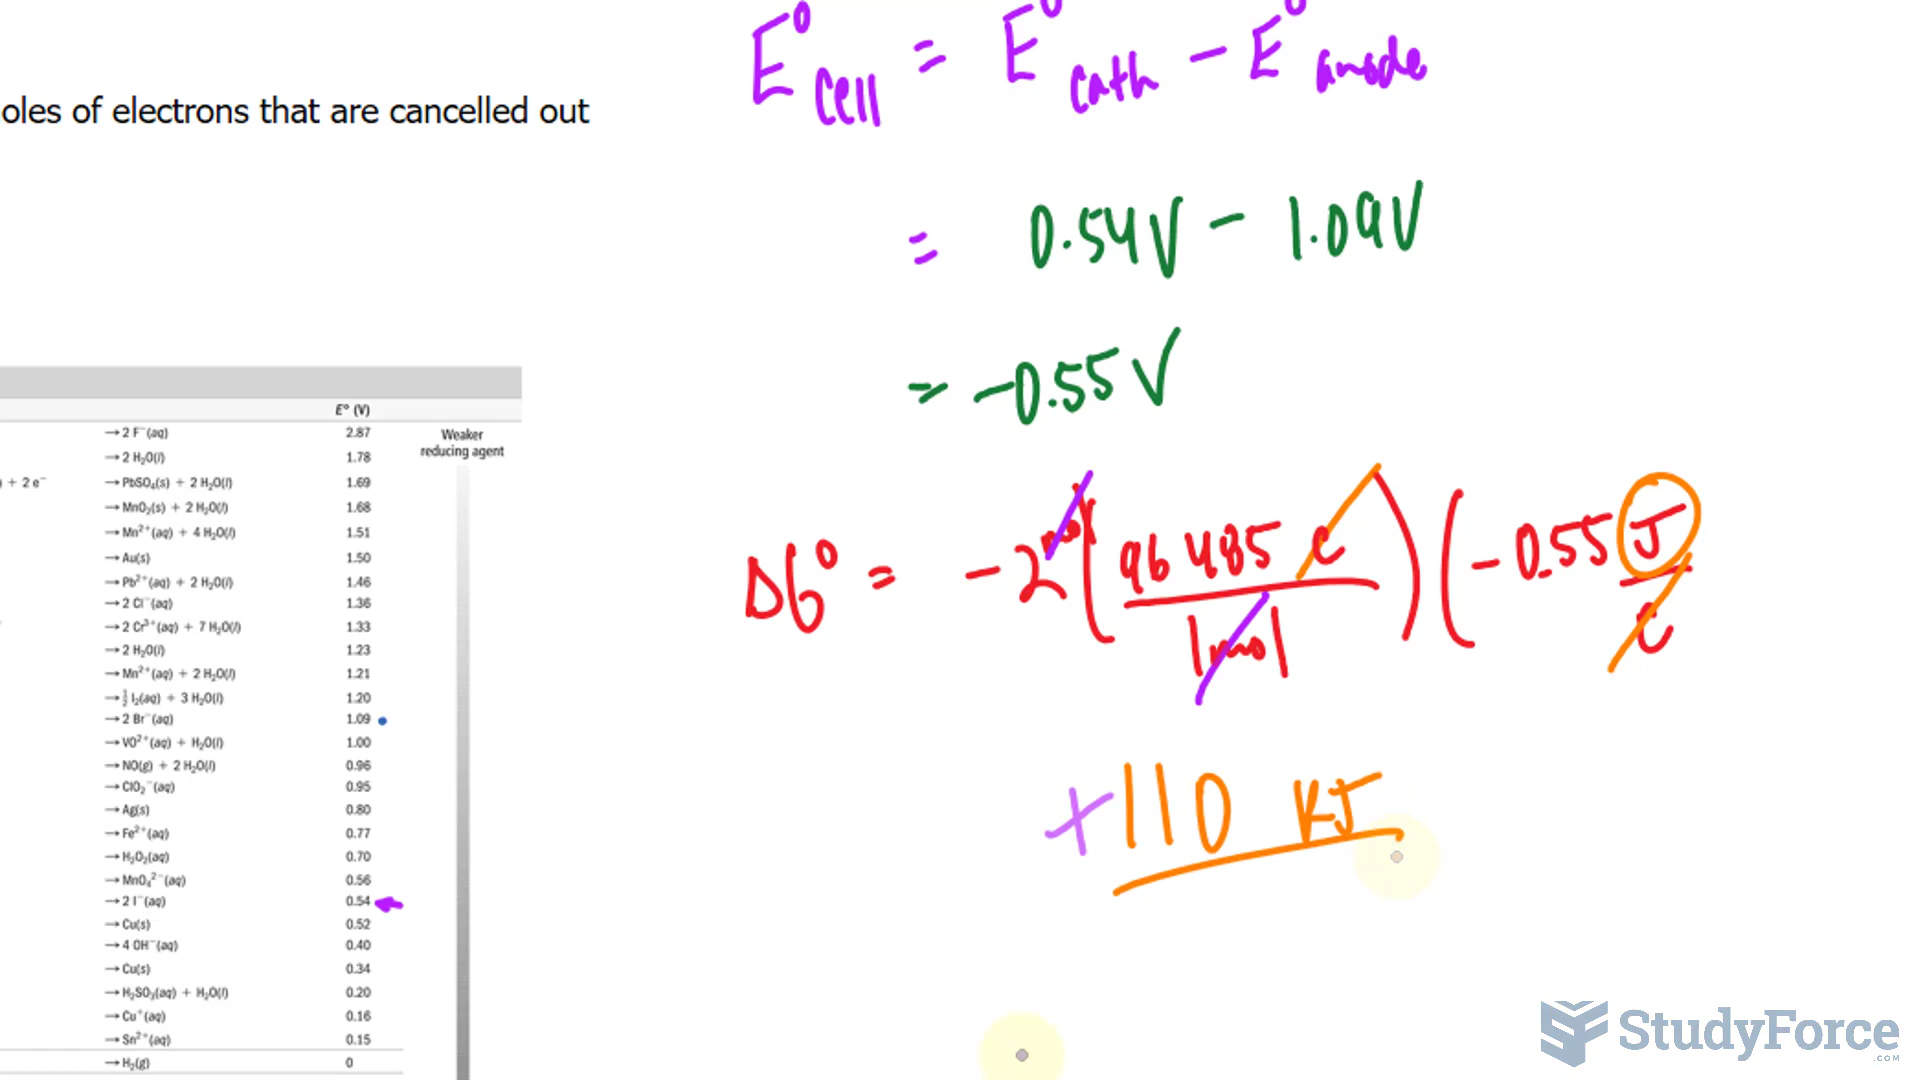 E°cell = E°cath - E°anode
oles of electrons that are cancelled out
= 0.54V - 1.09V
= -0.55V
ΔG° = -2 mol (96 485 C / 1 mol) (-0.55 J / C)
+110 kJ
E° (V)
→ 2 F⁻(aq) 2.87
Weaker
reducing agent
→ 2 H₂O(l) 1.78
) + 2 e⁻ → PbSO₄(s) + 2 H₂O(l) 1.69
→ MnO₂(s) + 2 H₂O(l) 1.68
→ Mn²⁺(aq) + 4 H₂O(l) 1.51
→ Au(s) 1.50
→ Pb²⁺(aq) + 2 H₂O(l) 1.46
→ 2 Cl⁻(aq) 1.36
→ 2 Cr³⁺(aq) + 7 H₂O(l) 1.33
→ 2 H₂O(l) 1.23
→ Mn²⁺(aq) + 2 H₂O(l) 1.21
→ ½ I₂(aq) + 3 H₂O(l) 1.20
→ 2 Br⁻(aq) 1.09
→ VO²⁺(aq) + H₂O(l) 1.00
→ NO(g) + 2 H₂O(l) 0.96
→ ClO₂⁻(aq) 0.95
→ Ag(s) 0.80
→ Fe²⁺(aq) 0.77
→ H₂O₂(aq) 0.70
→ MnO₄²⁻(aq) 0.56
→ 2 I⁻(aq) 0.54
→ Cu(s) 0.52
→ 4 OH⁻(aq) 0.40
→ Cu(s) 0.34
→ H₂SO₃(aq) + H₂O(l) 0.20
→ Cu⁺(aq) 0.16
→ Sn²⁺(aq) 0.15
→ H₂(g) 0
StudyForce
.COM